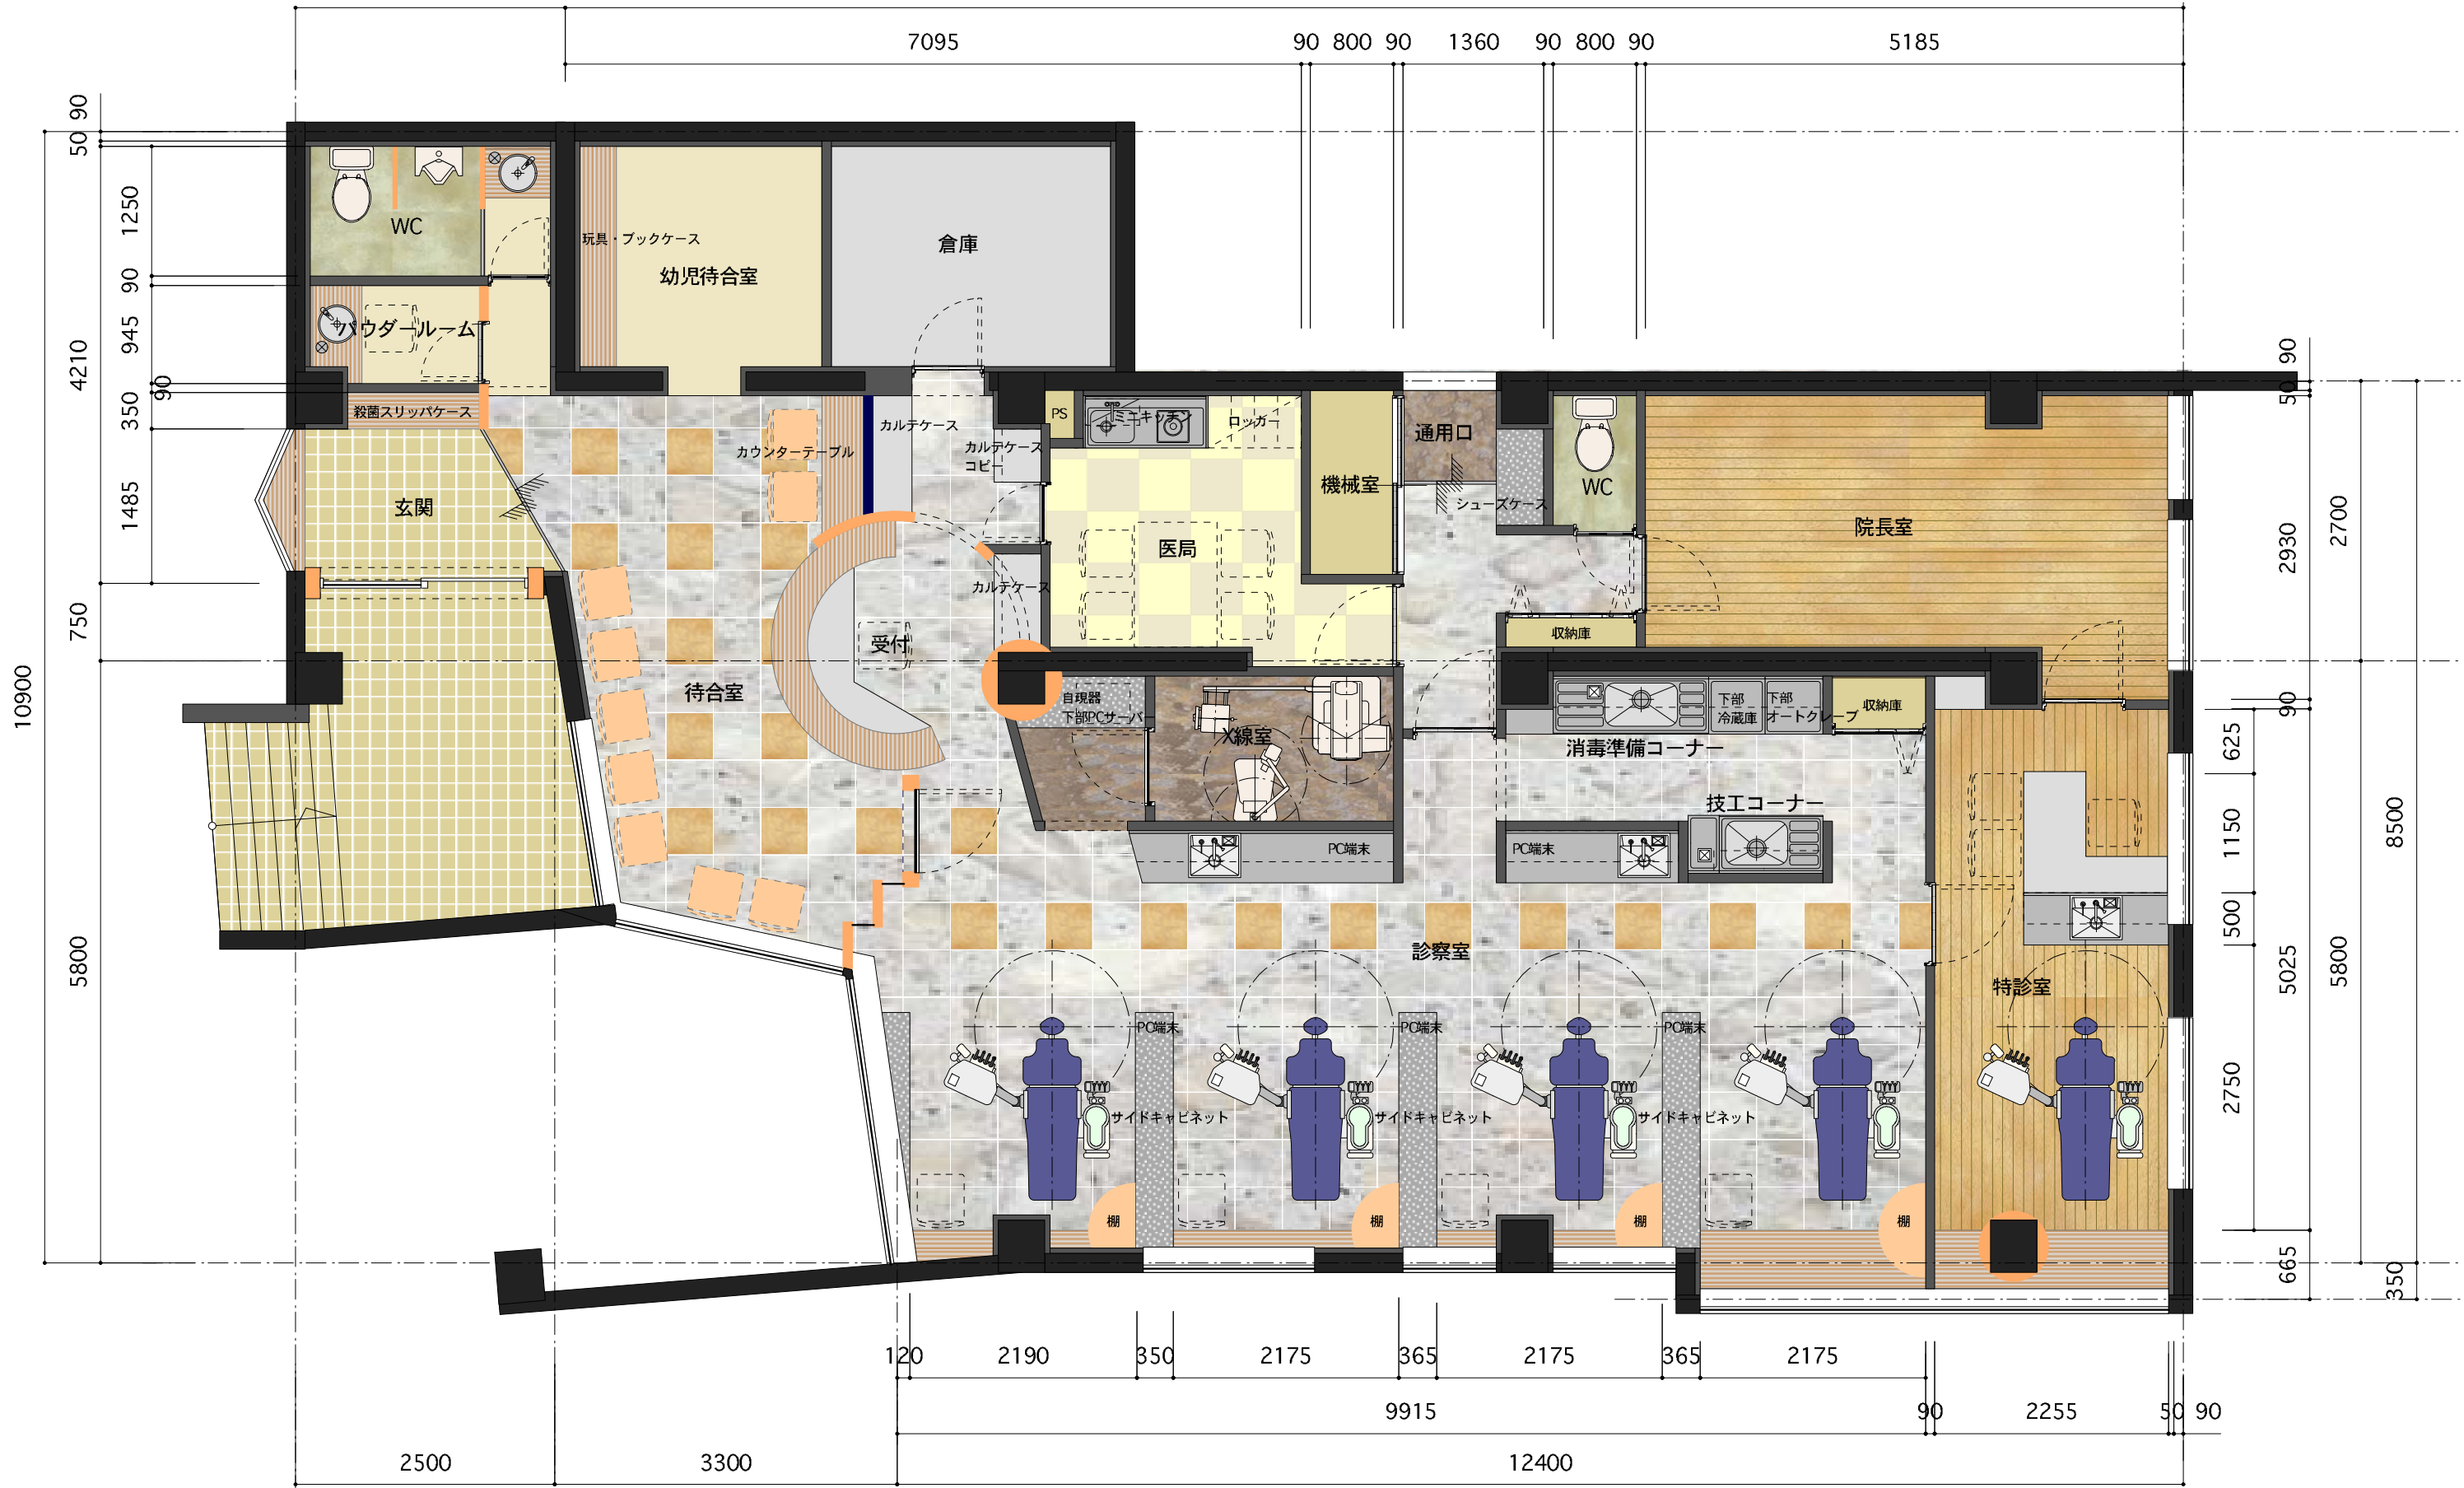 7095
90
800
90
1360
90
800
90
5185
90
50
1250
90
945
90
350
1485
4210
750
5800
10900
WC
玩具・ブックケース
幼児待合室
倉庫
パウダールーム
殺菌スリッパケース
玄関
カウンターテーブル
カルテケース
カルテケース
コピー
カルテケース
PS
ミニキッチン
ロッカー
医局
機械室
通用口
シューズケース
WC
収納庫
院長室
受付
待合室
自現器
下部PCサーバー
X線室
PC端末
下部
冷蔵庫
下部
オートクレーブ
収納庫
消毒準備コーナー
技工コーナー
PC端末
診察室
特診室
PC端末
PC端末
PC端末
サイドキャビネット
サイドキャビネット
サイドキャビネット
棚
棚
棚
棚
90
50
2930
90
2700
625
1150
500
2750
5025
665
5800
8500
350
120
2190
350
2175
365
2175
365
2175
9915
90
2255
50
90
2500
3300
12400